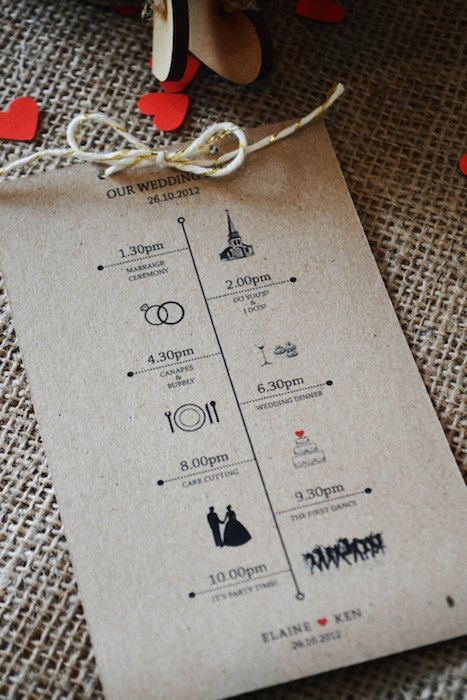 OUR WEDDING
26.10.2012
1.30pm
MARRAIGE
CEREMONY
2.00pm
DO YOU'S?
&
I DO'S!
4.30pm
CANAPES
&
BUBBLY
6.30pm
WEDDING DINNER
8.00pm
CAKE CUTTING
9.30pm
THE FIRST DANCE
10.00pm
IT'S PARTY TIME!
ELAINE ♥ KEN
26.10.2012